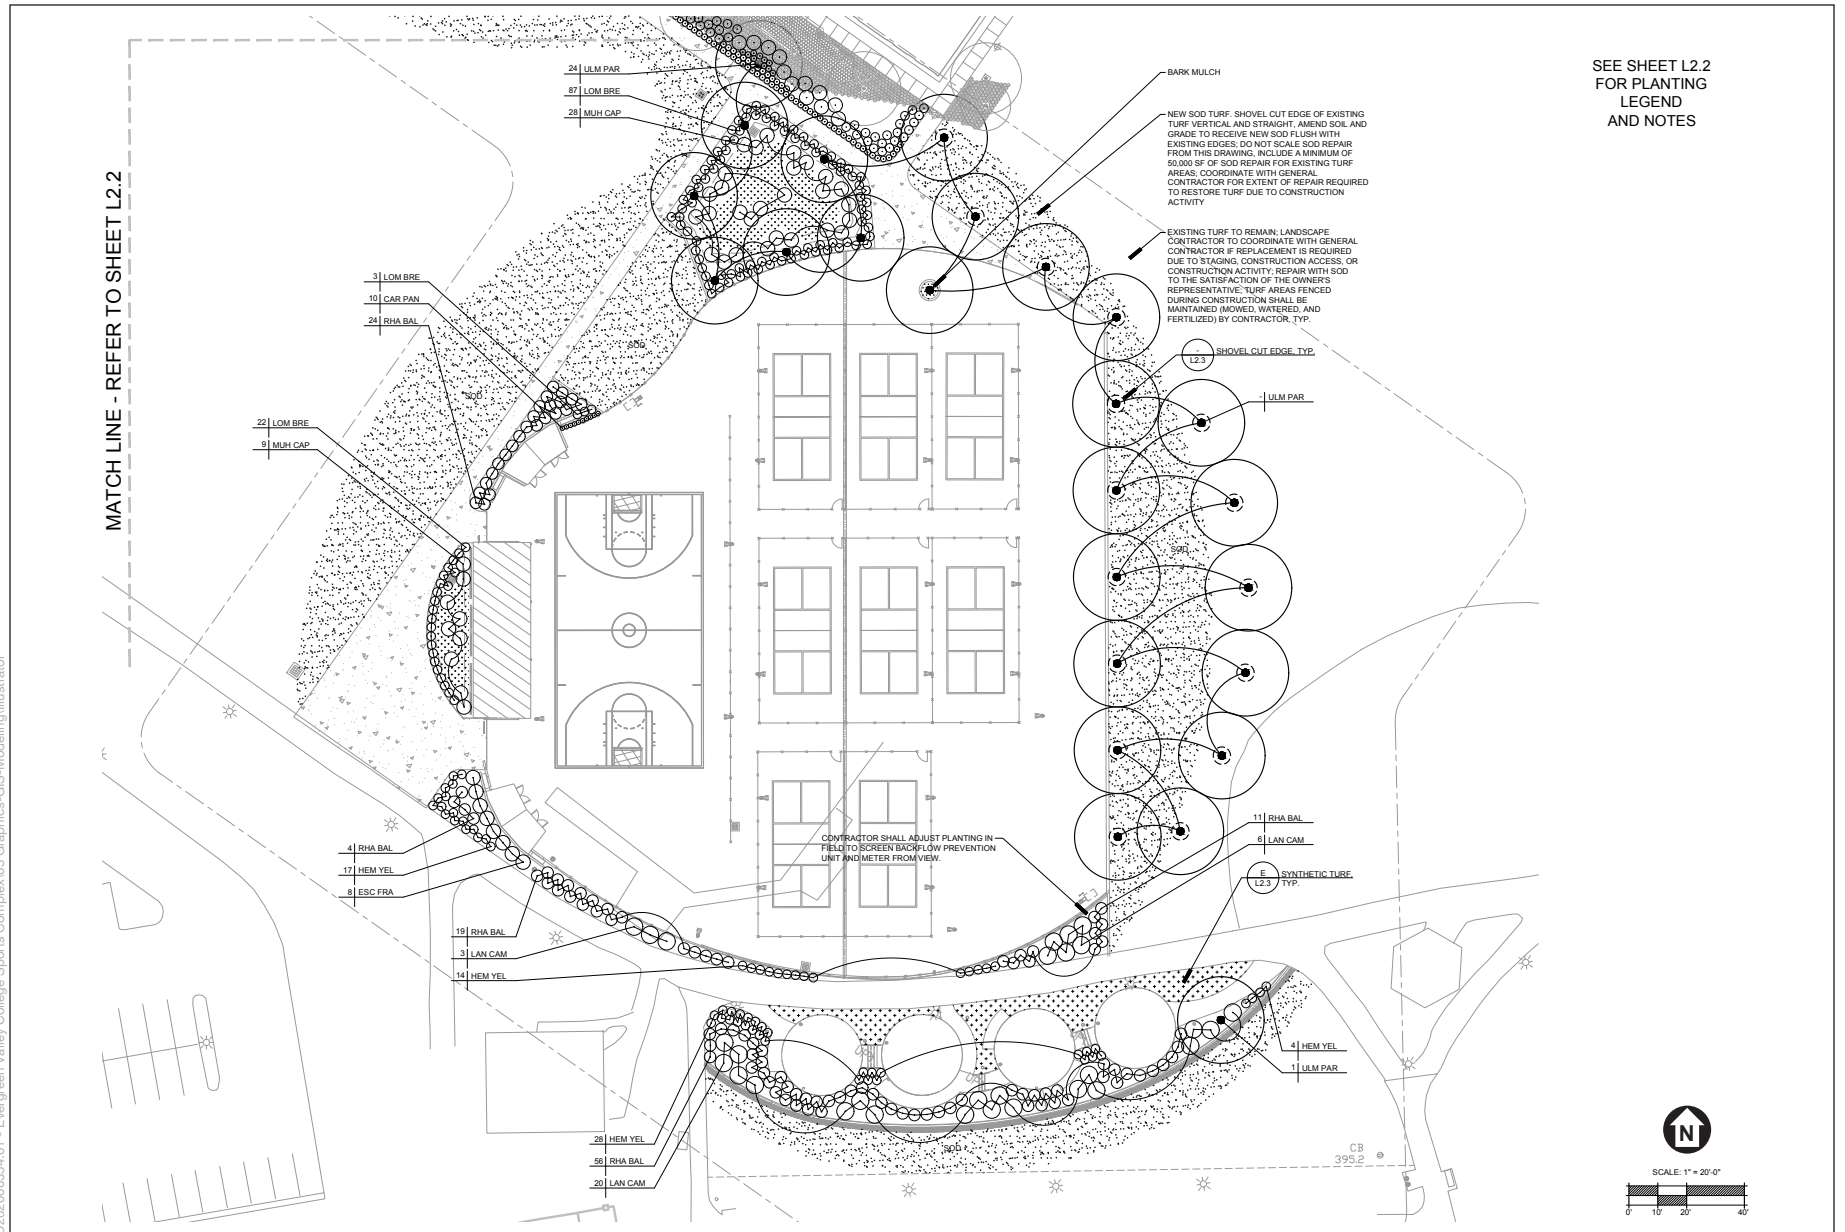 SEE SHEET L2.2
FOR PLANTING
LEGEND
AND NOTES
MATCH LINE - REFER TO SHEET L2.2
24 ULM PAR
87 LOM BRE
28 MUH CAP
BARK MULCH
NEW SOD TURF. SHOVEL CUT EDGE OF EXISTING
TURF VERTICAL AND STRAIGHT, AMEND SOIL AND
GRADE TO RECEIVE NEW SOD FLUSH WITH
EXISTING EDGES; DO NOT SCALE SOD REPAIR
FROM THIS DRAWING, INCLUDE A MINIMUM OF
50,000 SF OF SOD REPAIR FOR EXISTING TURF
AREAS; COORDINATE WITH GENERAL
CONTRACTOR FOR EXTENT OF REPAIR REQUIRED
TO RESTORE TURF DUE TO CONSTRUCTION
ACTIVITY
EXISTING TURF TO REMAIN; LANDSCAPE
CONTRACTOR TO COORDINATE WITH GENERAL
CONTRACTOR IF REPLACEMENT IS REQUIRED
DUE TO STAGING, CONSTRUCTION ACCESS, OR
CONSTRUCTION ACTIVITY; REPAIR WITH SOD
TO THE SATISFACTION OF THE OWNER'S
REPRESENTATIVE; TURF AREAS FENCED
DURING CONSTRUCTION SHALL BE
MAINTAINED (MOWED, WATERED, AND
FERTILIZED) BY CONTRACTOR, TYP.
3 LOM BRE
10 CAR PAN
24 RHA BAL
SOD
SOD
-
L2.3
SHOVEL CUT EDGE, TYP.
- ULM PAR
22 LOM BRE
9 MUH CAP
SOD
CONTRACTOR SHALL ADJUST PLANTING IN
FIELD TO SCREEN BACKFLOW PREVENTION
UNIT AND METER FROM VIEW.
11 RHA BAL
6 LAN CAM
E
L2.3
SYNTHETIC TURF,
TYP.
4 RHA BAL
17 HEM YEL
8 ESC FRA
19 RHA BAL
3 LAN CAM
14 HEM YEL
4 HEM YEL
1 ULM PAR
28 HEM YEL
56 RHA BAL
20 LAN CAM
SOD
CB
395.2
N
SCALE: 1" = 20'-0"
0' 10' 20' 40'